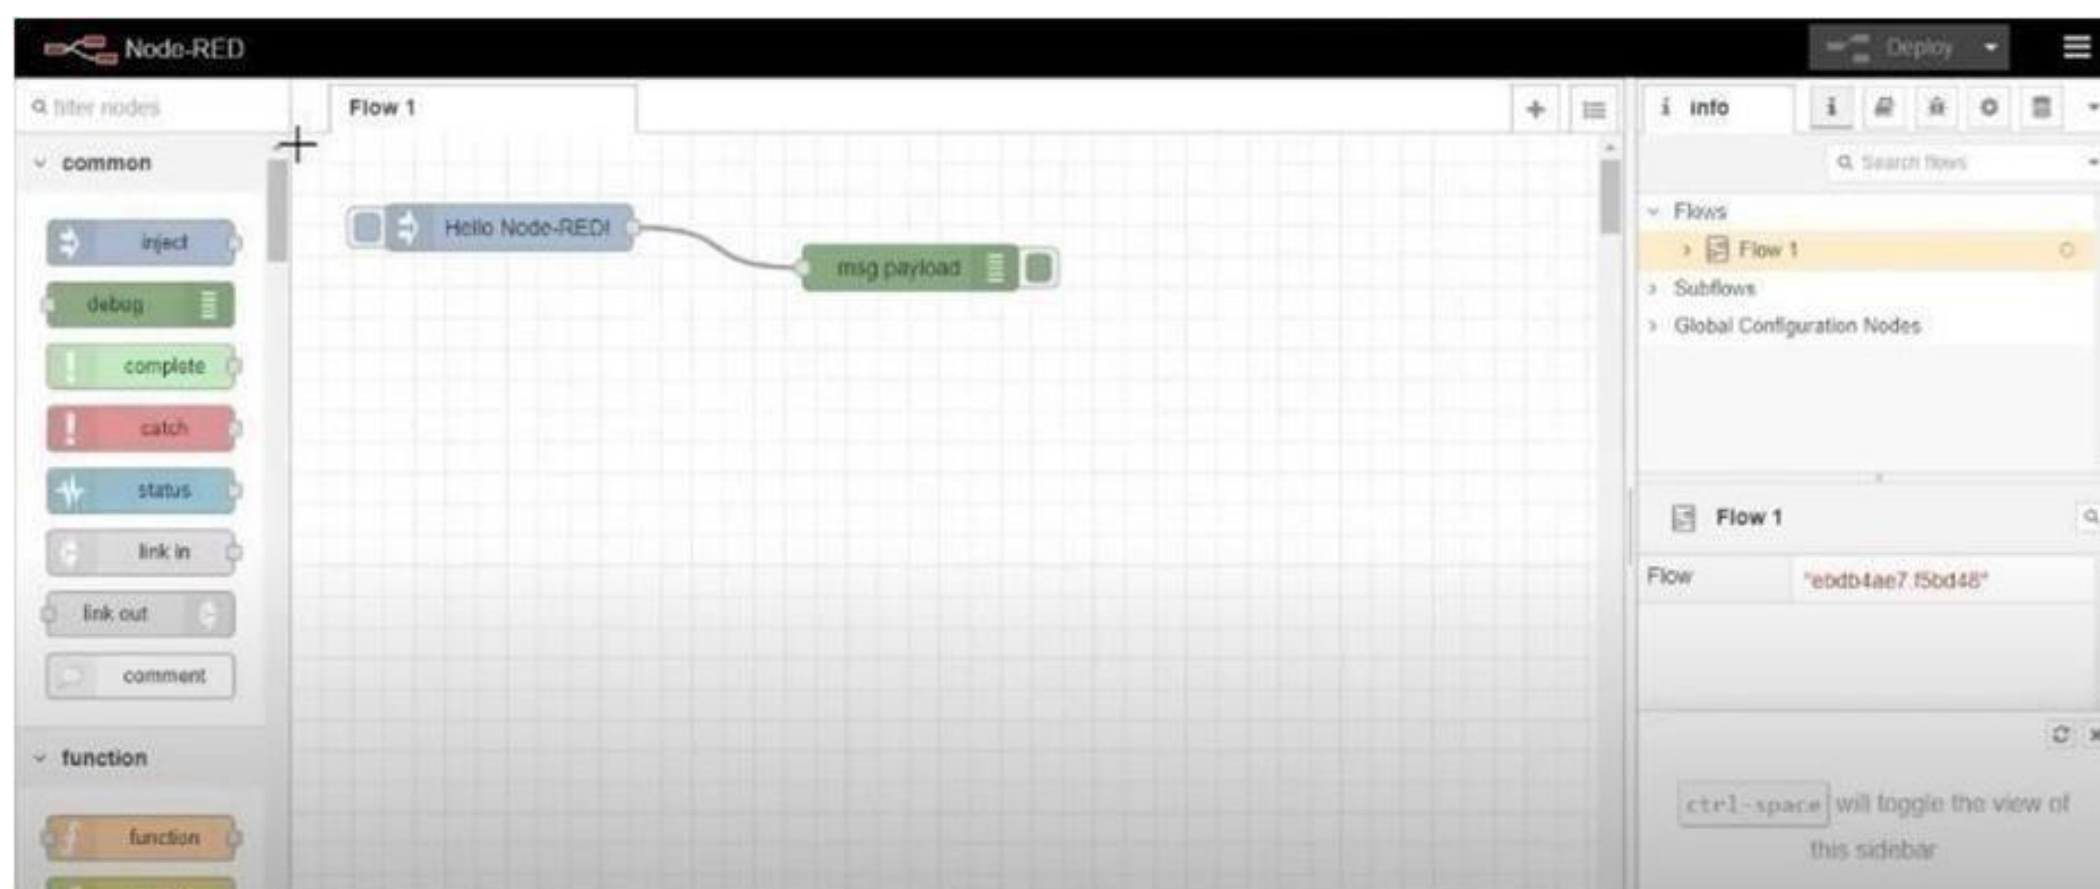 Node-RED
Deploy
filter nodes
Flow 1
info
common
Search flows
inject
debug
complete
catch
status
link in
link out
comment
function
function
Hello Node-RED!
msg payload
Flows
Flow 1
Subflows
Global Configuration Nodes
Flow 1
Flow
"ebdb4ae7.f5bd48"
ctrl-space will toggle the view of
this sidebar